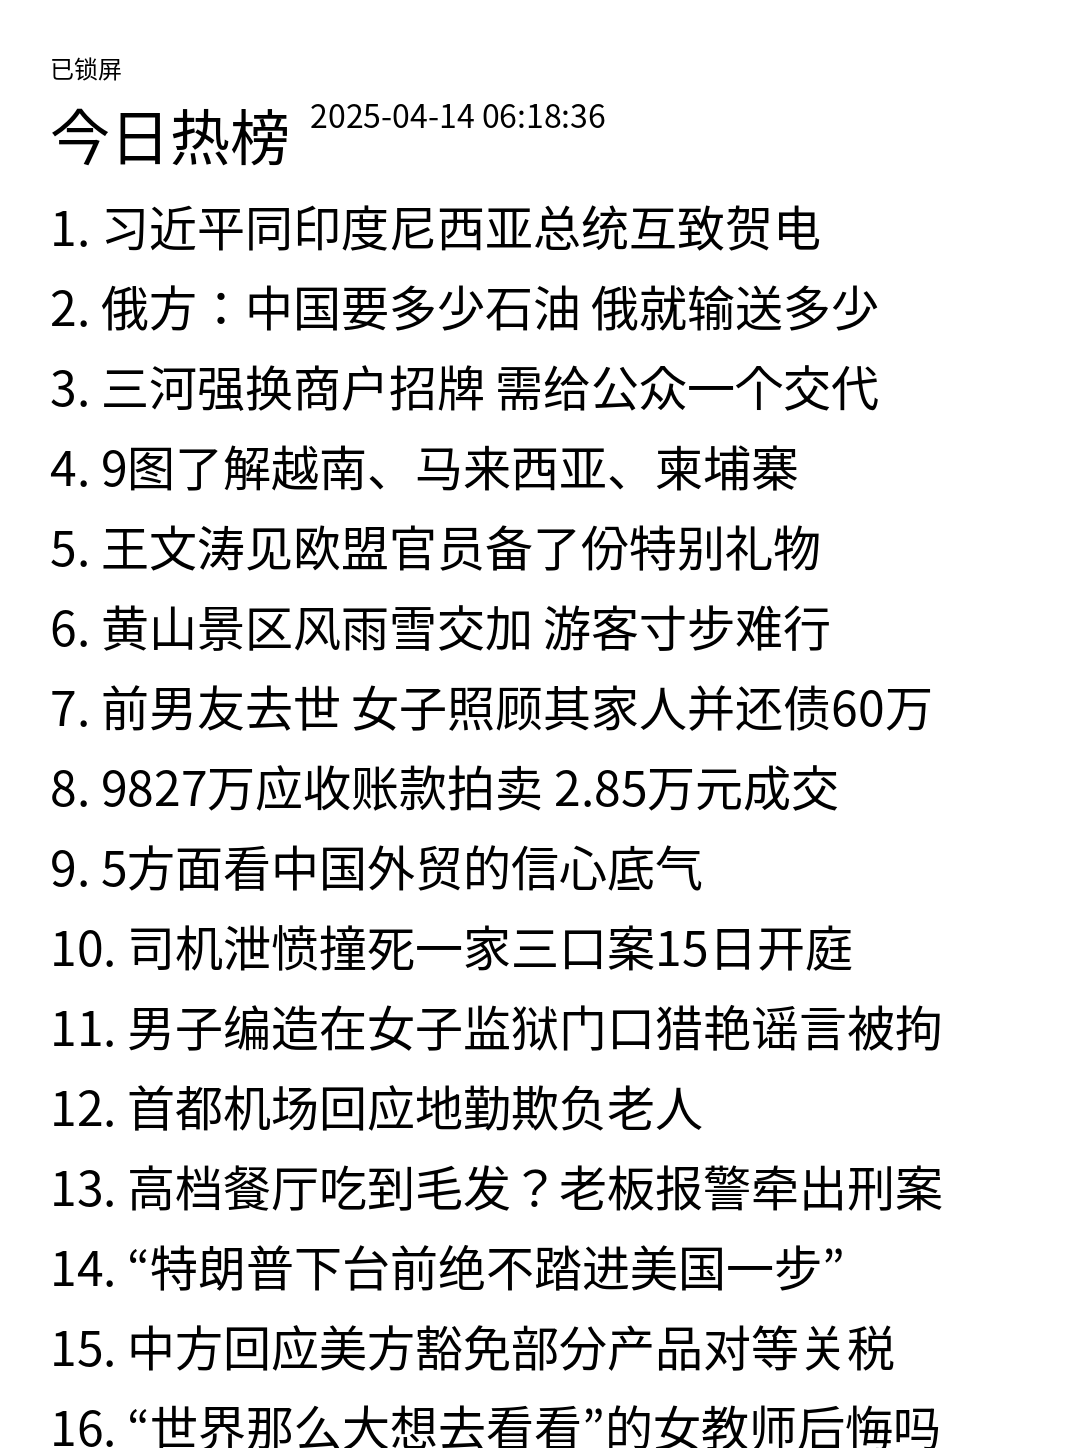 已锁屏
今日热榜 2025-04-14 06:18:36
1. 习近平同印度尼西亚总统互致贺电
2. 俄方：中国要多少石油 俄就输送多少
3. 三河强换商户招牌 需给公众一个交代
4. 9图了解越南、马来西亚、柬埔寨
5. 王文涛见欧盟官员备了份特别礼物
6. 黄山景区风雨雪交加 游客寸步难行
7. 前男友去世 女子照顾其家人并还债60万
8. 9827万应收账款拍卖 2.85万元成交
9. 5方面看中国外贸的信心底气
10. 司机泄愤撞死一家三口案15日开庭
11. 男子编造在女子监狱门口猎艳谣言被拘
12. 首都机场回应地勤欺负老人
13. 高档餐厅吃到毛发？老板报警牵出刑案
14. “特朗普下台前绝不踏进美国一步”
15. 中方回应美方豁免部分产品对等关税
16. “世界那么大想去看看”的女教师后悔吗